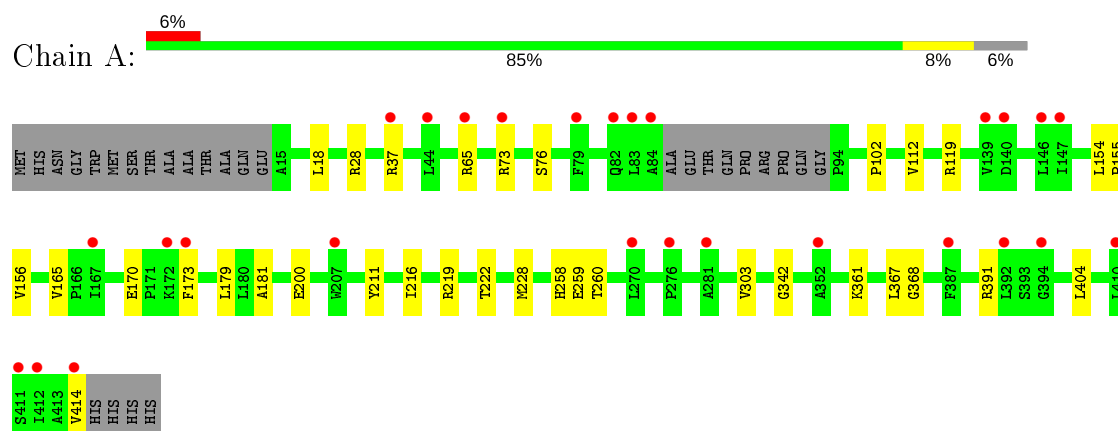 6%
Chain A:
85% 8% 6%
MET HIS ASN GLY TRP MET SER THR ALA ALA THR ALA GLN GLU A15 L18 R28 R37 L44 R65 R73 S76 F79 Q82 L83 A84 ALA GLU THR GLN PRO ARG PRO GLN GLY P94 P102 V112 R119 V139 D140 L146 I147 L154 P155
V156 V165 P166 I167 E170 P171 K172 F173 L179 L180 A181 E200 W207 Y211 I216 R219 T222 M228 H258 E259 T260 L270 P276 A281 V303 G342 A352 K361 L367 G368 F387 R391 L392 S393 G394 L404 L410
S411 I412 A413 V414 HIS HIS HIS HIS